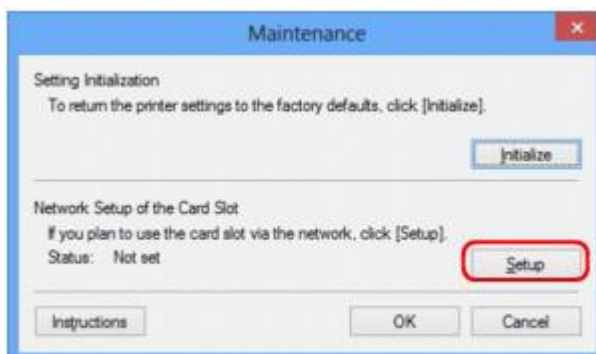 Maintenance
Setting Initialization
To return the printer settings to the factory defaults, click [Initialize].
Initialize
Network Setup of the Card Slot
If you plan to use the card slot via the network, click [Setup].
Status: Not set
Setup
Instructions OK Cancel